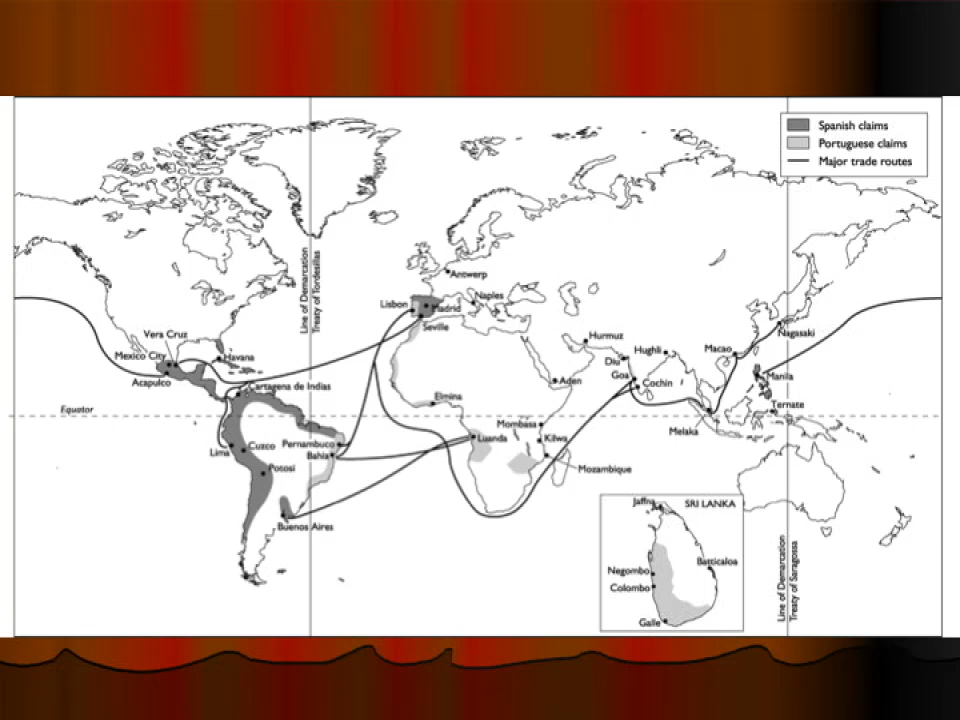 Spanish claims
Portuguese claims
Major trade routes
Line of Demarcation
Treaty of Tordesillas
Antwerp
Lisbon
Madrid
Naples
Seville
Vera Cruz
Mexico City
Havana
Acapulco
Cartagena de Indias
Hurmuz
Diu
Hughli
Macao
Nagasaki
Goa
Cochin
Aden
Manila
Elmina
Ternate
Equator
Mombasa
Melaka
Luanda
Kilwa
Pernambuco
Lima
Cuzco
Bahia
Potosi
Mozambique
Buenos Aires
Jaffna
SRI LANKA
Batticaloa
Negombo
Colombo
Galle
Line of Demarcation
Treaty of Saragossa